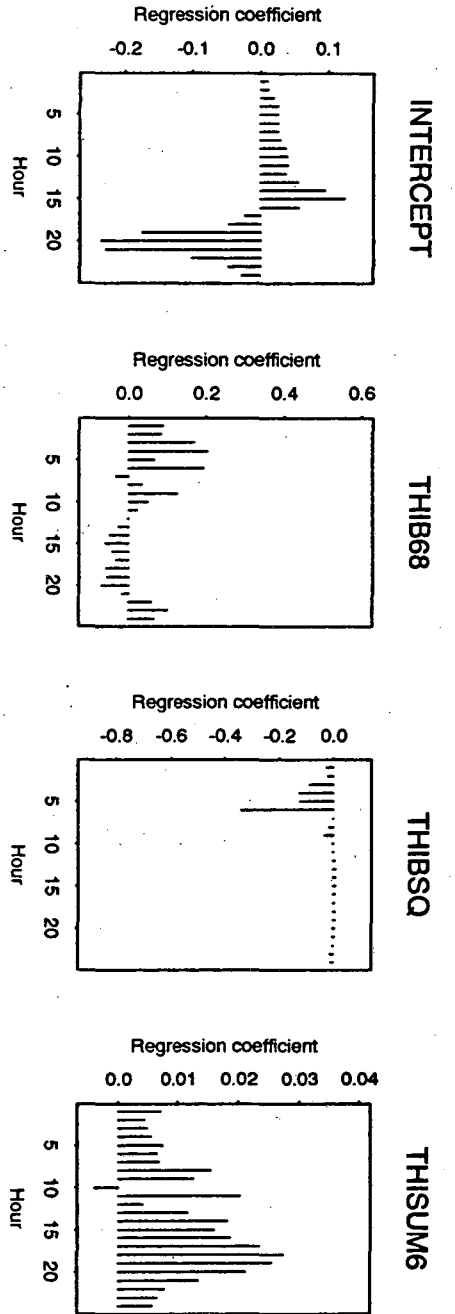 INTERCEPT
Regression coefficient
-0.2 -0.1 0.0 0.1
5 10 15 20
Hour
THIB68
Regression coefficient
0.0 0.2 0.4 0.6
5 10 15 20
Hour
THIBSQ
Regression coefficient
-0.8 -0.6 -0.4 -0.2 0.0
5 10 15 20
Hour
THISUM6
Regression coefficient
0.0 0.01 0.02 0.03 0.04
5 10 15 20
Hour